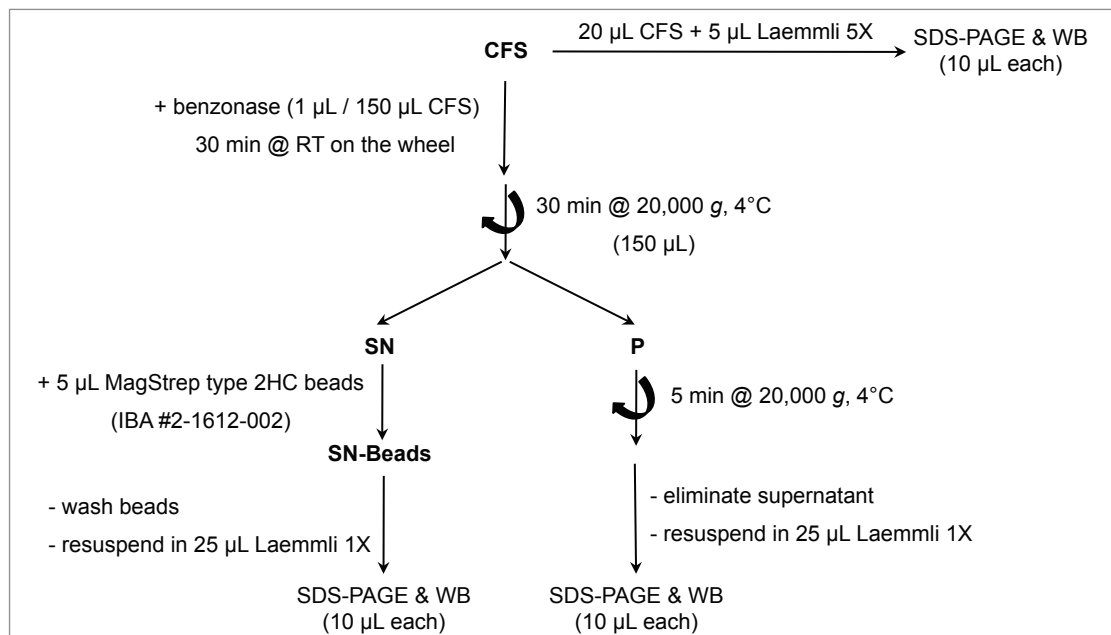 20 µL CFS + 5 µL Laemmli 5X
CFS
SDS-PAGE & WB
(10 µL each)
+ benzonase (1 µL / 150 µL CFS)
30 min @ RT on the wheel
30 min @ 20,000 g, 4°C
(150 µL)
SN
P
+ 5 µL MagStrep type 2HC beads
(IBA #2-1612-002)
5 min @ 20,000 g, 4°C
SN-Beads
- wash beads
- resuspend in 25 µL Laemmli 1X
- eliminate supernatant
- resuspend in 25 µL Laemmli 1X
SDS-PAGE & WB
(10 µL each)
SDS-PAGE & WB
(10 µL each)